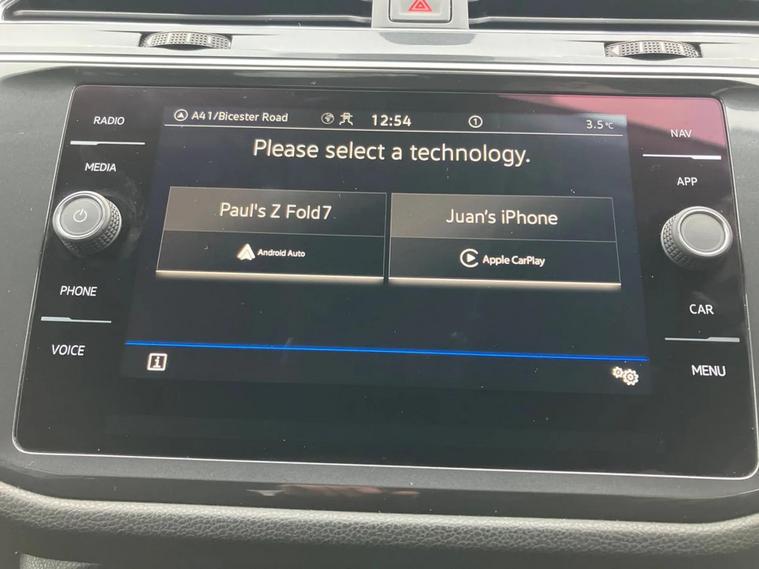 RADIO
MEDIA
PHONE
VOICE
A41/Bicester Road
12:54
1
3.5°C
Please select a technology.
Paul's Z Fold7
Android Auto
Juan's iPhone
Apple CarPlay
i
NAV
APP
CAR
MENU